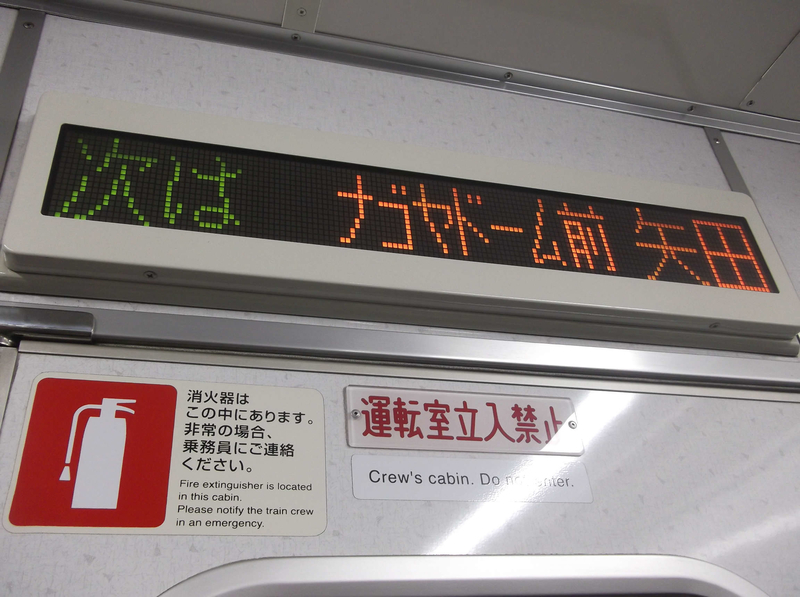 次は ナゴヤドーム前 矢田
消火器は
この中にあります。
非常の場合、
乗務員にご連絡
ください。
Fire extinguisher is located
in this cabin.
Please notify the train crew
in an emergency.
運転室立入禁止
Crew's cabin. Do not enter.